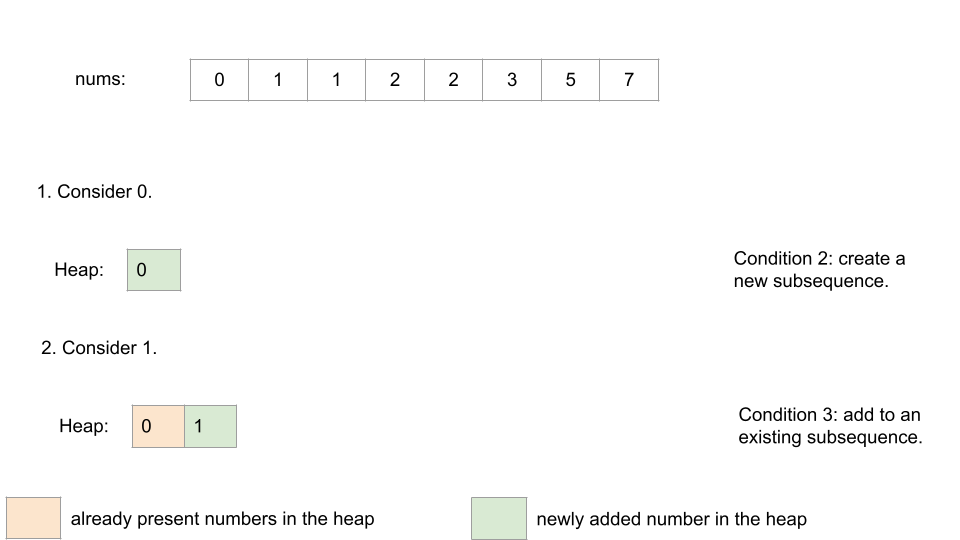 nums: 0 1 1 2 2 3 5 7
1. Consider 0.
Heap: 0
Condition 2: create a
new subsequence.
2. Consider 1.
Heap: 0 1
Condition 3: add to an
existing subsequence.
already present numbers in the heap
newly added number in the heap